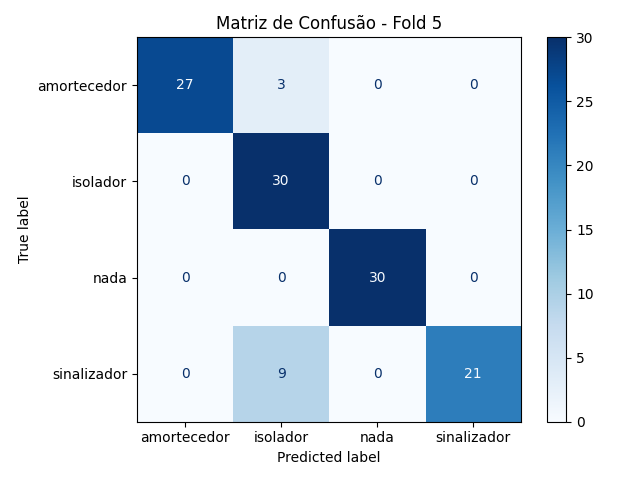 Matriz de Confusão - Fold 5
True label
amortecedor 27 3 0 0
isolador 0 30 0 0
nada 0 0 30 0
sinalizador 0 9 0 21
amortecedor isolador nada sinalizador
Predicted label
30
25
20
15
10
5
0